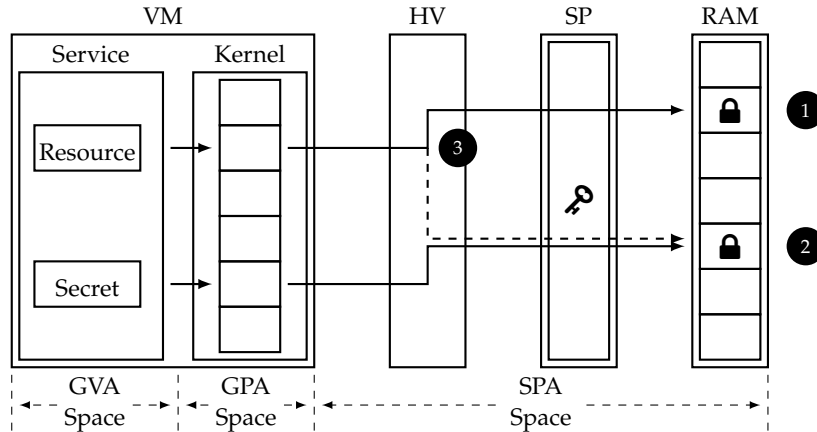 VM HV SP RAM
Service Kernel
1
Resource 3
2
Secret
GVA GPA SPA
Space Space Space